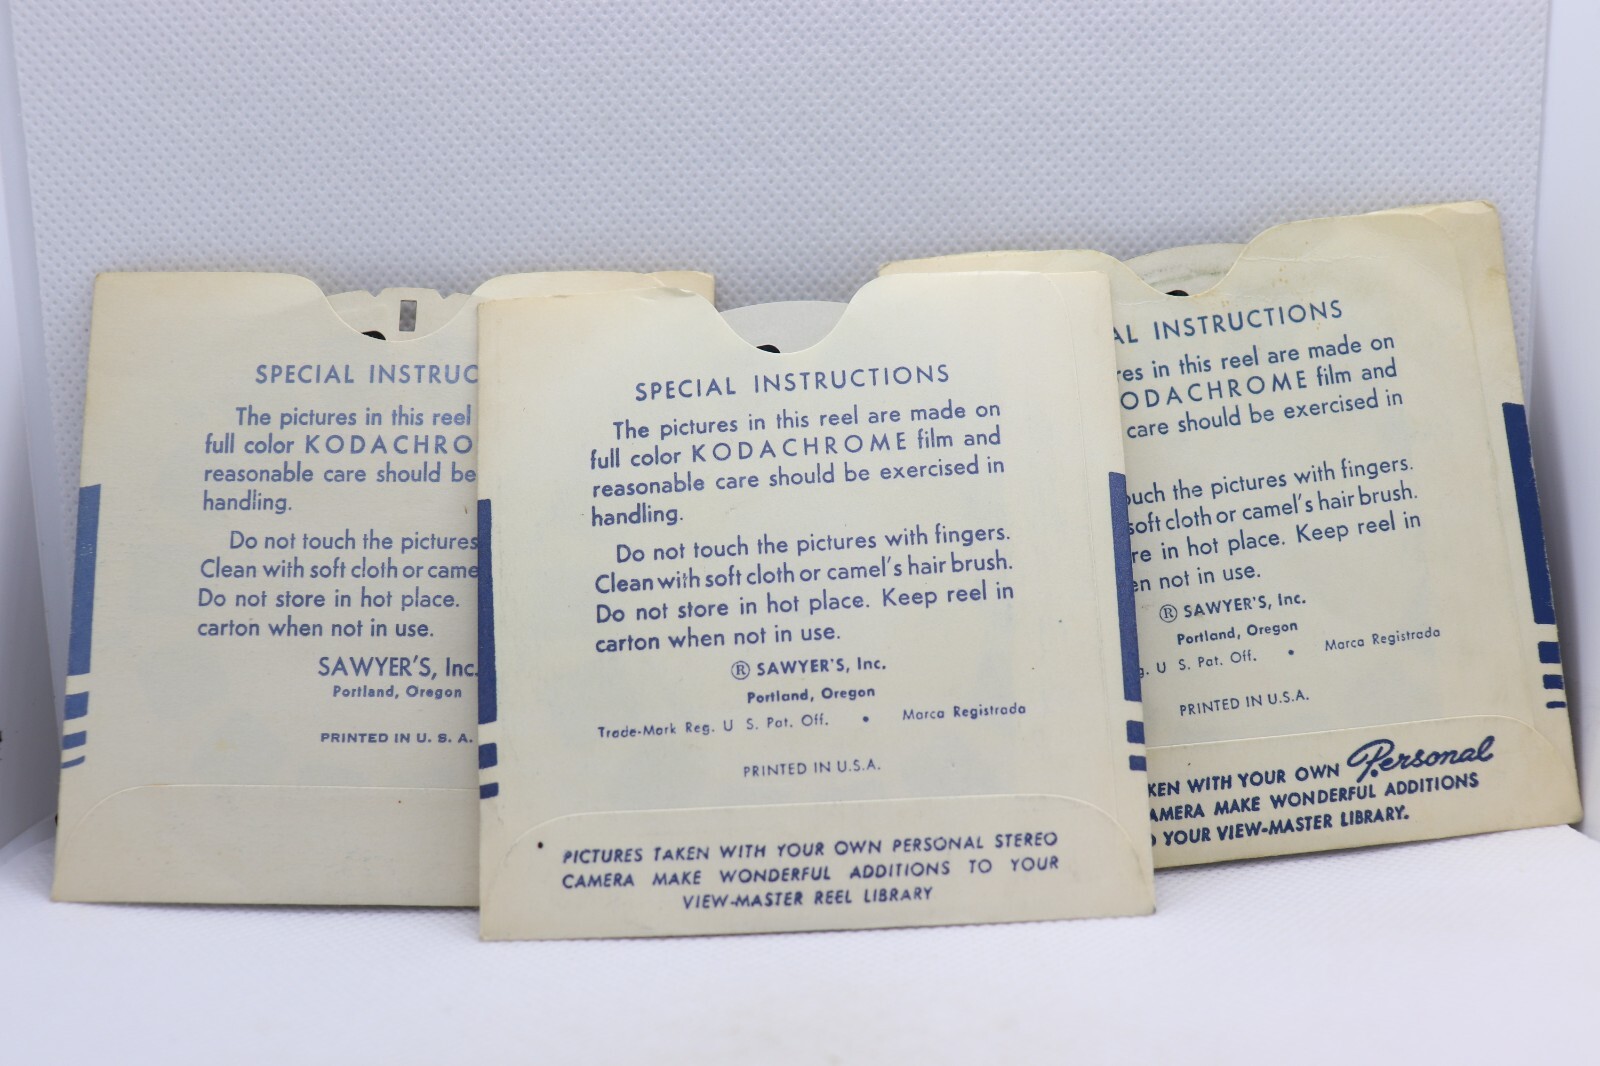 SPECIAL INSTRUC
The pictures in this reel
full color KODACHRO
reasonable care should be
handling.
Do not touch the pictures
Clean with soft cloth or came
Do not store in hot place.
carton when not in use.
SAWYER'S, Inc.
Portland, Oregon
PRINTED IN U. S. A.
SPECIAL INSTRUCTIONS
The pictures in this reel are made on
full color KODACHROME film and
reasonable care should be exercised in
handling.
Do not touch the pictures with fingers.
Clean with soft cloth or camel's hair brush.
Do not store in hot place. Keep reel in
carton when not in use.
® SAWYER'S, Inc.
Portland, Oregon
Trade-Mark Reg. U S. Pat. Off. • Marca Registrada
PRINTED IN U.S.A.
PICTURES TAKEN WITH YOUR OWN PERSONAL STEREO
CAMERA MAKE WONDERFUL ADDITIONS TO YOUR
VIEW-MASTER REEL LIBRARY
AL INSTRUCTIONS
res in this reel are made on
ODACHROME film and
care should be exercised in
ouch the pictures with fingers.
soft cloth or camel's hair brush.
re in hot place. Keep reel in
en not in use.
® SAWYER'S, Inc.
Portland, Oregon
g. U S. Pat. Off. • Marca Registrada
PRINTED IN U.S.A.
KEN WITH YOUR OWN Personal
AMERA MAKE WONDERFUL ADDITIONS
O YOUR VIEW-MASTER LIBRARY.